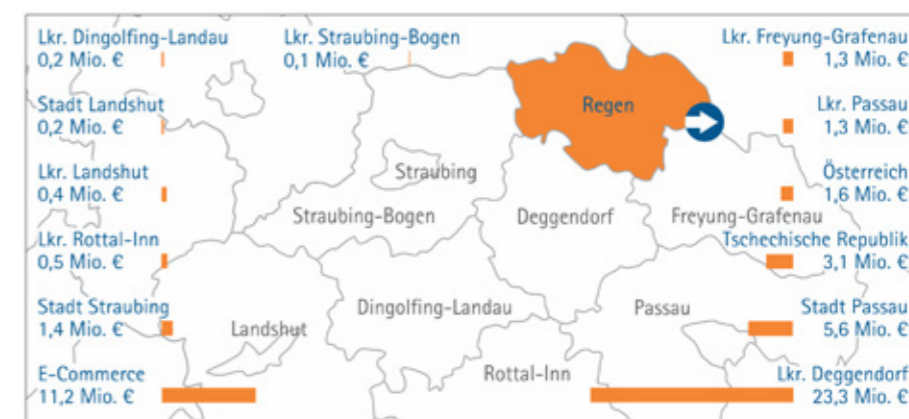 Lkr. Dingolfing-Landau
0,2 Mio. €
Lkr. Straubing-Bogen
0,1 Mio. €
Lkr. Freyung-Grafenau
1,3 Mio. €
Stadt Landshut
0,2 Mio. €
Regen
Lkr. Passau
1,3 Mio. €
Lkr. Landshut
0,4 Mio. €
Straubing
Österreich
1,6 Mio. €
Straubing-Bogen
Deggendorf
Freyung-Grafenau
Lkr. Rottal-Inn
0,5 Mio. €
Tschechische Republik
3,1 Mio. €
Stadt Straubing
1,4 Mio. €
Landshut
Dingolfing-Landau
Passau
Stadt Passau
5,6 Mio. €
E-Commerce
11,2 Mio. €
Rottal-Inn
Lkr. Deggendorf
23,3 Mio. €